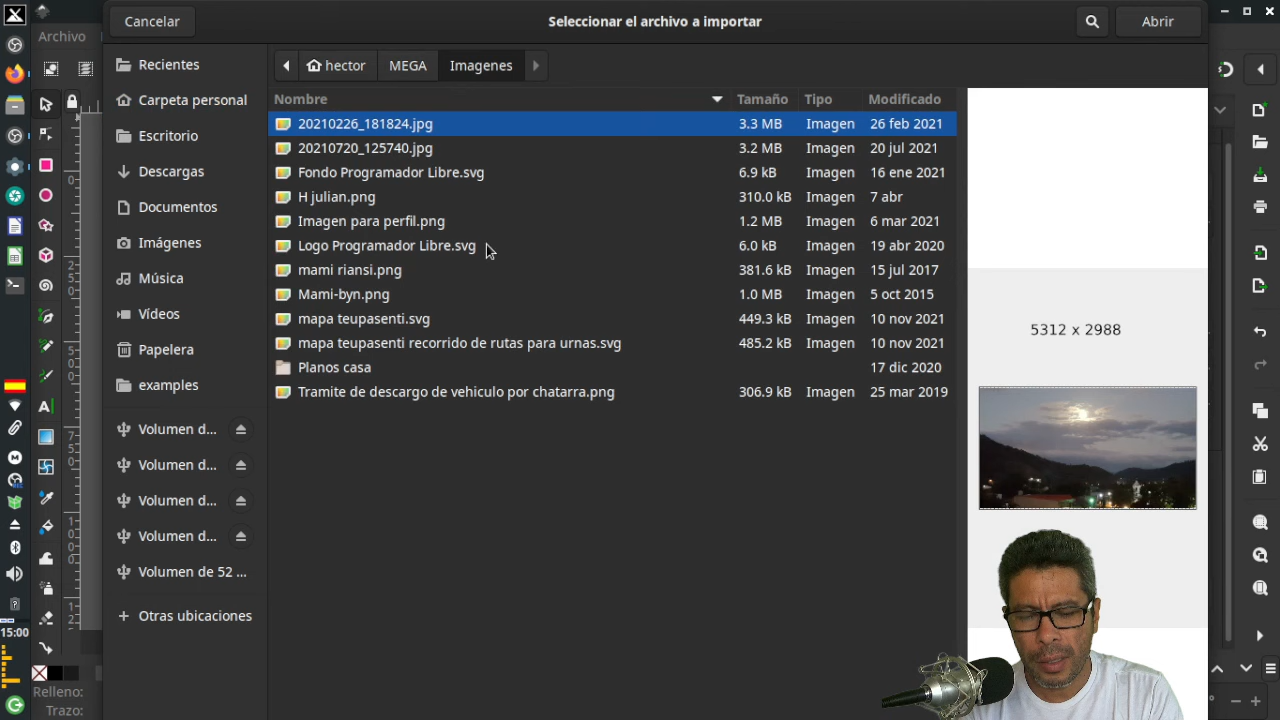 Cancelar
Seleccionar el archivo a importar
Abrir
Archivo
hector
MEGA
Imagenes
Recientes
Carpeta personal
Escritorio
Descargas
Documentos
Imágenes
Música
Vídeos
Papelera
examples
Volumen d...
Volumen d...
Volumen d...
Volumen d...
Volumen de 52 ...
Otras ubicaciones
Nombre Tamaño Tipo Modificado
20210226_181824.jpg 3.3 MB Imagen 26 feb 2021
20210720_125740.jpg 3.2 MB Imagen 20 jul 2021
Fondo Programador Libre.svg 6.9 kB Imagen 16 ene 2021
H julian.png 310.0 kB Imagen 7 abr
Imagen para perfil.png 1.2 MB Imagen 6 mar 2021
Logo Programador Libre.svg 6.0 kB Imagen 19 abr 2020
mami riansi.png 381.6 kB Imagen 15 jul 2017
Mami-byn.png 1.0 MB Imagen 5 oct 2015
mapa teupasenti.svg 449.3 kB Imagen 10 nov 2021
mapa teupasenti recorrido de rutas para urnas.svg 485.2 kB Imagen 10 nov 2021
Planos casa 17 dic 2020
Tramite de descargo de vehiculo por chatarra.png 306.9 kB Imagen 25 mar 2019
5312 x 2988
15:00
Relleno:
Trazo: